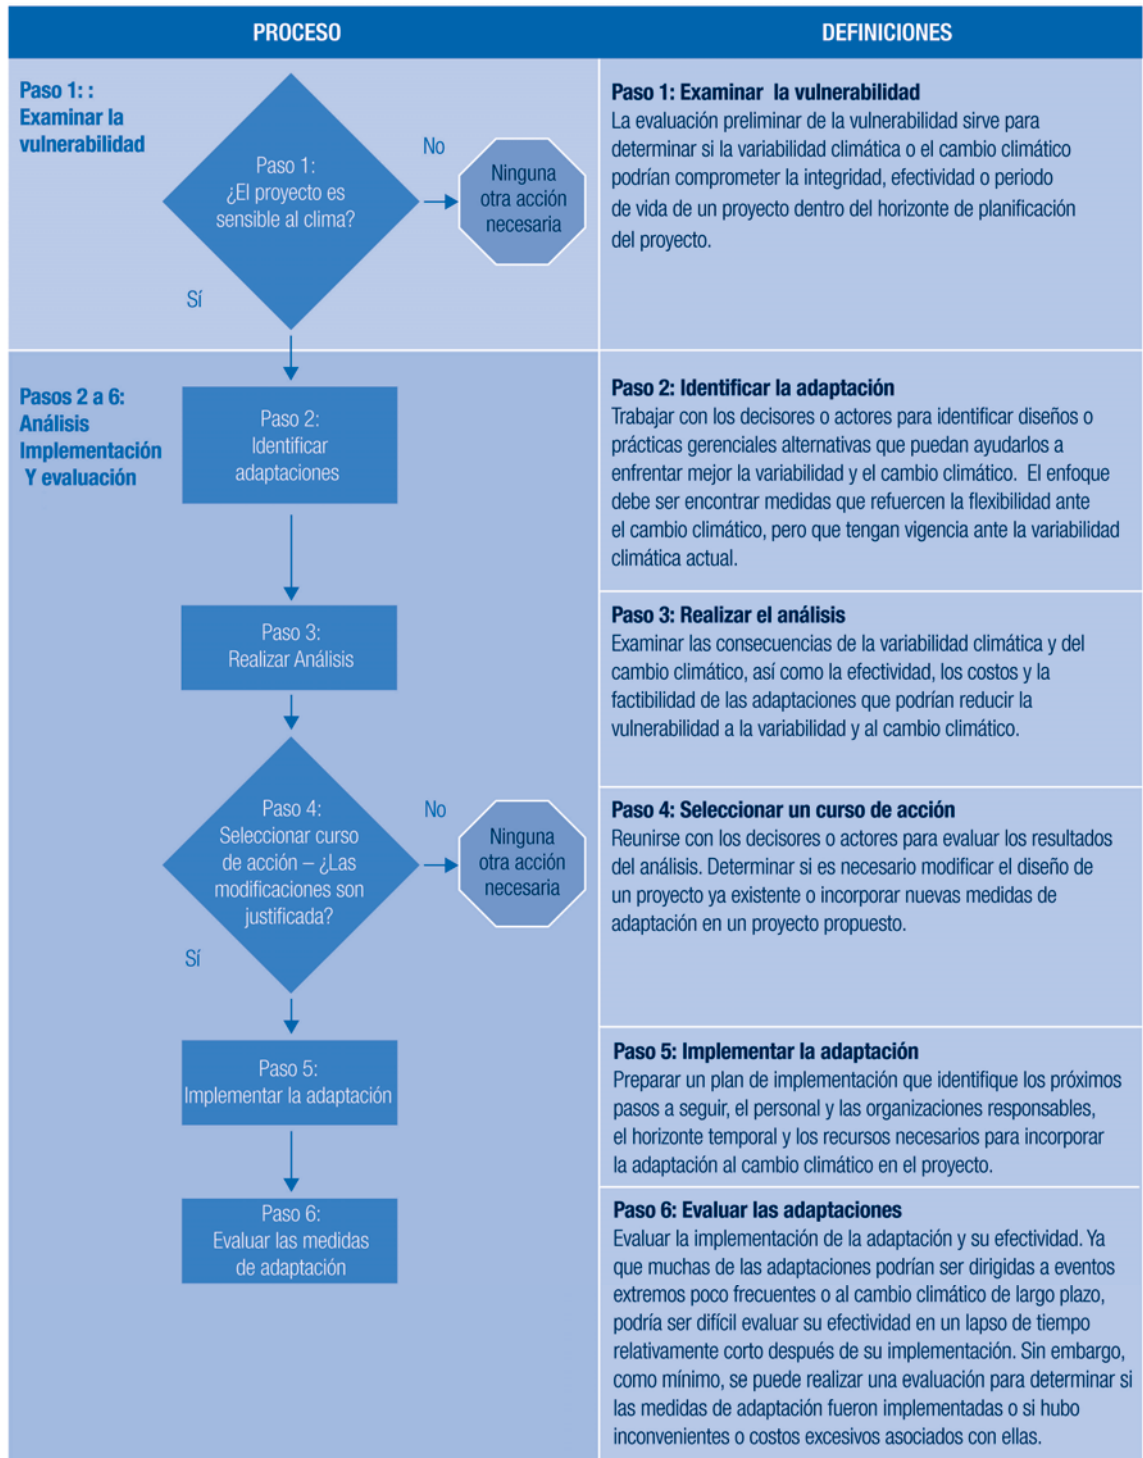 PROCESO
DEFINICIONES
Paso 1: :
Examinar la
vulnerabilidad
Paso 1:
¿El proyecto es
sensible al clima?
No
Ninguna
otra acción
necesaria
Sí
Paso 1: Examinar la vulnerabilidad
La evaluación preliminar de la vulnerabilidad sirve para
determinar si la variabilidad climática o el cambio climático
podrían comprometer la integridad, efectividad o periodo
de vida de un proyecto dentro del horizonte de planificación
del proyecto.
Pasos 2 a 6:
Análisis
Implementación
Y evaluación
Paso 2:
Identificar
adaptaciones
Paso 2: Identificar la adaptación
Trabajar con los decisores o actores para identificar diseños o
prácticas gerenciales alternativas que puedan ayudarlos a
enfrentar mejor la variabilidad y el cambio climático. El enfoque
debe ser encontrar medidas que refuercen la flexibilidad ante
el cambio climático, pero que tengan vigencia ante la variabilidad
climática actual.
Paso 3:
Realizar Análisis
Paso 3: Realizar el análisis
Examinar las consecuencias de la variabilidad climática y del
cambio climático, así como la efectividad, los costos y la
factibilidad de las adaptaciones que podrían reducir la
vulnerabilidad a la variabilidad y al cambio climático.
Paso 4:
Seleccionar curso
de acción – ¿Las
modificaciones son
justificada?
No
Ninguna
otra acción
necesaria
Sí
Paso 4: Seleccionar un curso de acción
Reunirse con los decisores o actores para evaluar los resultados
del análisis. Determinar si es necesario modificar el diseño de
un proyecto ya existente o incorporar nuevas medidas de
adaptación en un proyecto propuesto.
Paso 5:
Implementar la adaptación
Paso 5: Implementar la adaptación
Preparar un plan de implementación que identifique los próximos
pasos a seguir, el personal y las organizaciones responsables,
el horizonte temporal y los recursos necesarios para incorporar
la adaptación al cambio climático en el proyecto.
Paso 6:
Evaluar las medidas
de adaptación
Paso 6: Evaluar las adaptaciones
Evaluar la implementación de la adaptación y su efectividad. Ya
que muchas de las adaptaciones podrían ser dirigidas a eventos
extremos poco frecuentes o al cambio climático de largo plazo,
podría ser difícil evaluar su efectividad en un lapso de tiempo
relativamente corto después de su implementación. Sin embargo,
como mínimo, se puede realizar una evaluación para determinar si
las medidas de adaptación fueron implementadas o si hubo
inconvenientes o costos excesivos asociados con ellas.